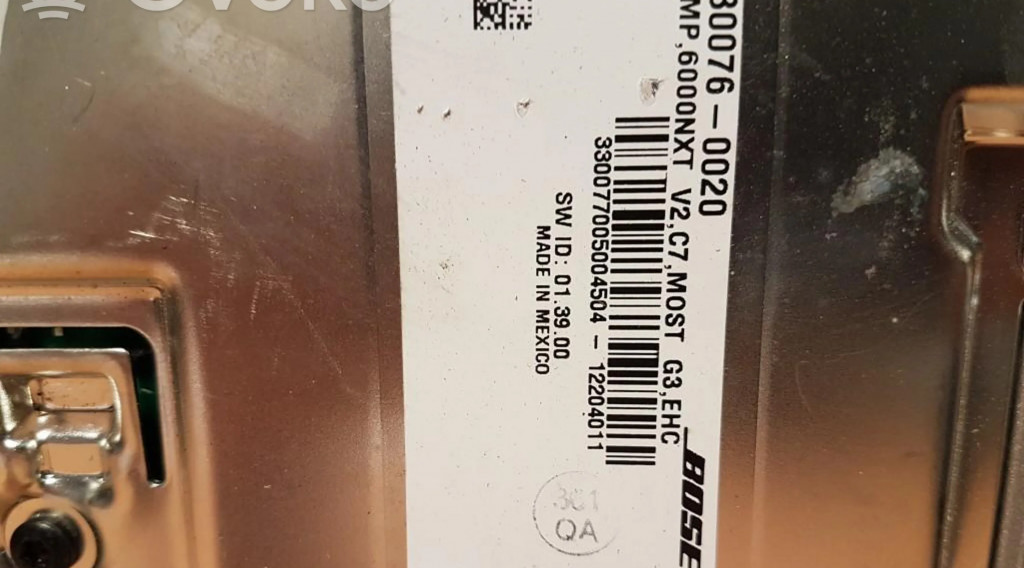 30076-0020
MP,6000NXT V2,C7,MOST G3,EHC
330077005004504-12204011
SW ID: 01.39.00
MADE IN MEXICO
BOSE
QA